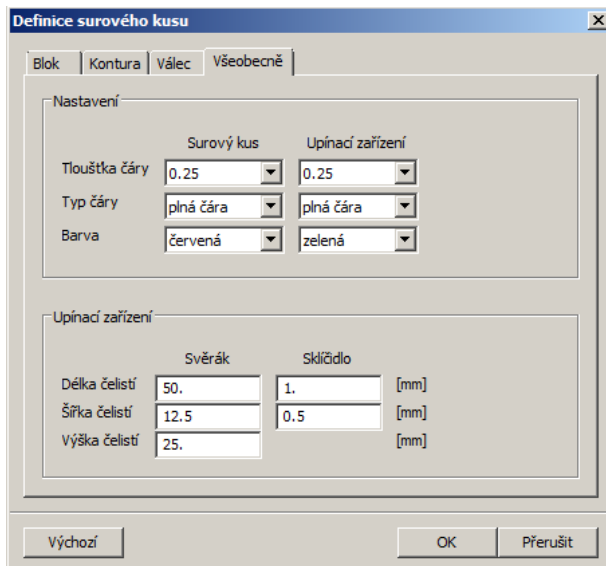 Definice surového kusu
Blok Kontura Válec Všeobecně
Nastavení
Surový kus Upínací zařízení
Tloušťka čáry 0.25 0.25
Typ čáry plná čára plná čára
Barva červená zelená
Upínací zařízení
Svěrák Sklíčidlo
Délka čelistí 50. 1. [mm]
Šířka čelistí 12.5 0.5 [mm]
Výška čelistí 25. [mm]
Výchozí OK Přerušit